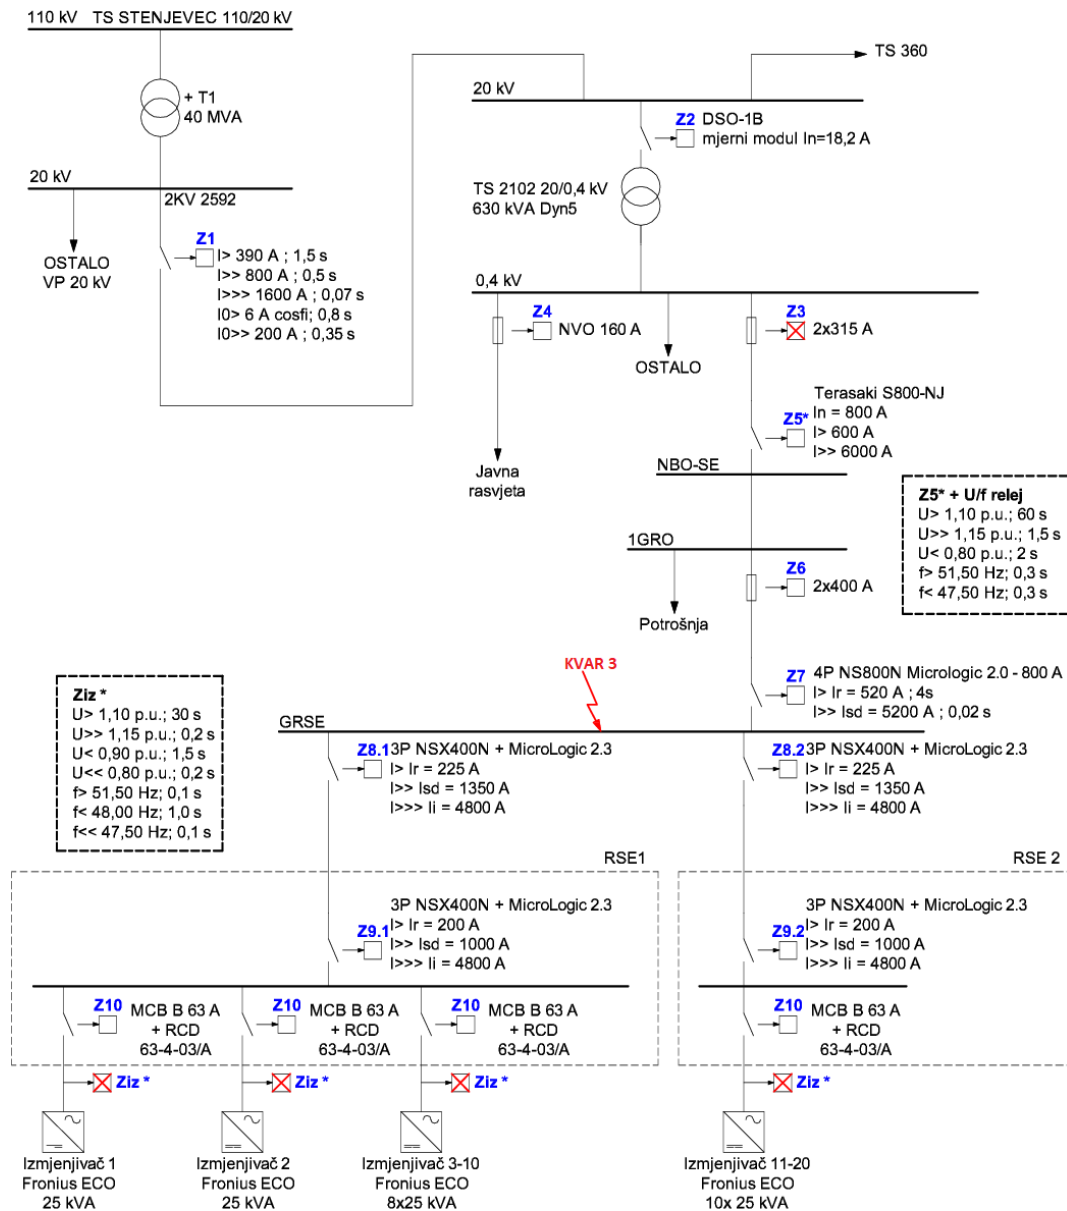 110 kV TS STENJEVEC 110/20 kV
+ T1
40 MVA
20 kV
2KV 2592
OSTALO
VP 20 kV
Z1
I> 390 A ; 1,5 s
I>> 800 A ; 0,5 s
I>>> 1600 A ; 0,07 s
I0> 6 A cosfi; 0,8 s
I0>> 200 A ; 0,35 s
TS 360
20 kV
Z2 DSO-1B
mjerni modul In=18,2 A
TS 2102 20/0,4 kV
630 kVA Dyn5
0,4 kV
Z4
NVO 160 A
Javna
rasvjeta
OSTALO
Z3
2x315 A
Terasaki S800-NJ
Z5*
In = 800 A
I> 600 A
I>> 6000 A
NBO-SE
Z5* + U/f relej
U> 1,10 p.u.; 60 s
U>> 1,15 p.u.; 1,5 s
U< 0,80 p.u.; 2 s
f> 51,50 Hz; 0,3 s
f< 47,50 Hz; 0,3 s
1GRO
Potrošnja
Z6
2x400 A
KVAR 3
Z7
4P NS800N Micrologic 2.0 - 800 A
I> Ir = 520 A ; 4s
I>> Isd = 5200 A ; 0,02 s
Ziz *
U> 1,10 p.u.; 30 s
U>> 1,15 p.u.; 0,2 s
U< 0,90 p.u.; 1,5 s
U<< 0,80 p.u.; 0,2 s
f> 51,50 Hz; 0,1 s
f< 48,00 Hz; 1,0 s
f<< 47,50 Hz; 0,1 s
GRSE
Z8.1
3P NSX400N + MicroLogic 2.3
I> Ir = 225 A
I>> Isd = 1350 A
I>>> Ii = 4800 A
Z8.2
3P NSX400N + MicroLogic 2.3
I> Ir = 225 A
I>> Isd = 1350 A
I>>> Ii = 4800 A
RSE1
3P NSX400N + MicroLogic 2.3
Z9.1
I> Ir = 200 A
I>> Isd = 1000 A
I>>> Ii = 4800 A
RSE 2
3P NSX400N + MicroLogic 2.3
Z9.2
I> Ir = 200 A
I>> Isd = 1000 A
I>>> Ii = 4800 A
Z10
MCB B 63 A
+ RCD
63-4-03/A
Z10
MCB B 63 A
+ RCD
63-4-03/A
Z10
MCB B 63 A
+ RCD
63-4-03/A
Z10
MCB B 63 A
+ RCD
63-4-03/A
Ziz *
Ziz *
Ziz *
Ziz *
Izmjenjivač 1
Fronius ECO
25 kVA
Izmjenjivač 2
Fronius ECO
25 kVA
Izmjenjivač 3-10
Fronius ECO
8x25 kVA
Izmjenjivač 11-20
Fronius ECO
10x 25 kVA